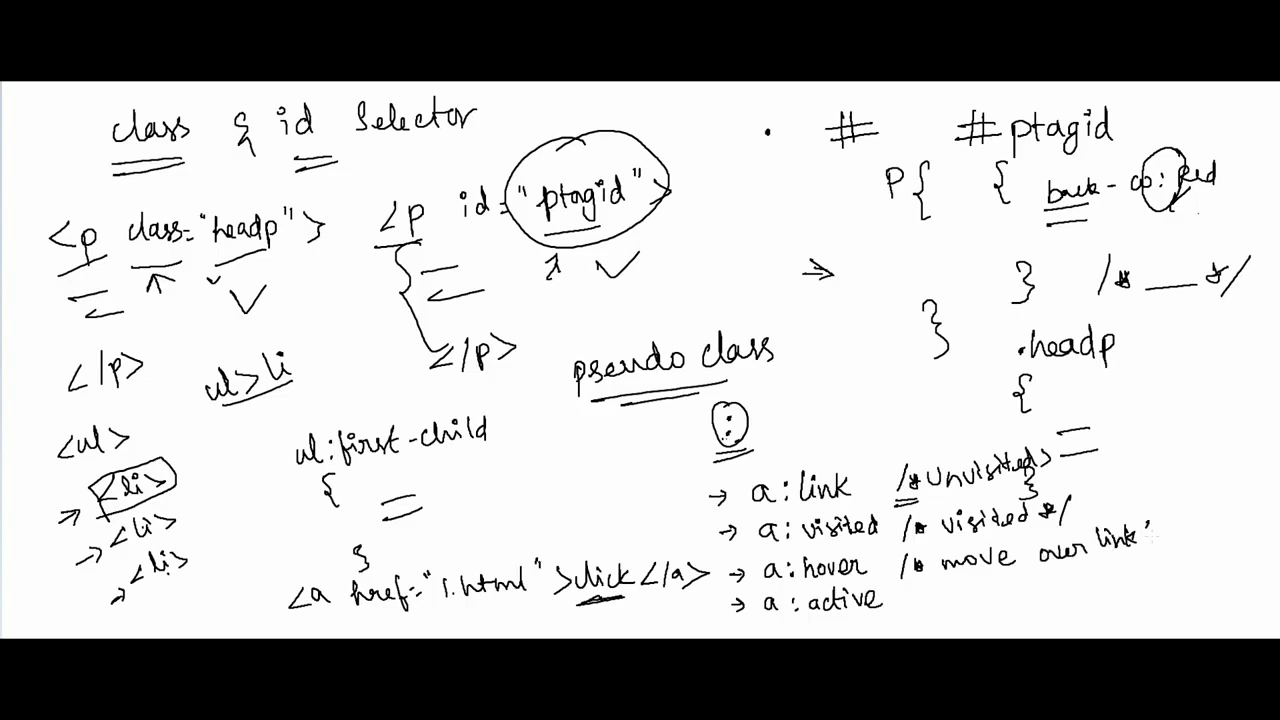 class & id selector
<p class="headp">
</p>
<p id="ptagid">
</p>
. # #ptagid
p{ { back-co: Red
} /* __ */
}
.headp
{
}
ul>li
pseudo class
:
<ul>
<li>
<li>
<li>
ul:first-child
{
}
<a href="1.html">click</a>
→ a:link /* Unvisited>
→ a:visited /* visited */
→ a:hover /* move over link
→ a:active